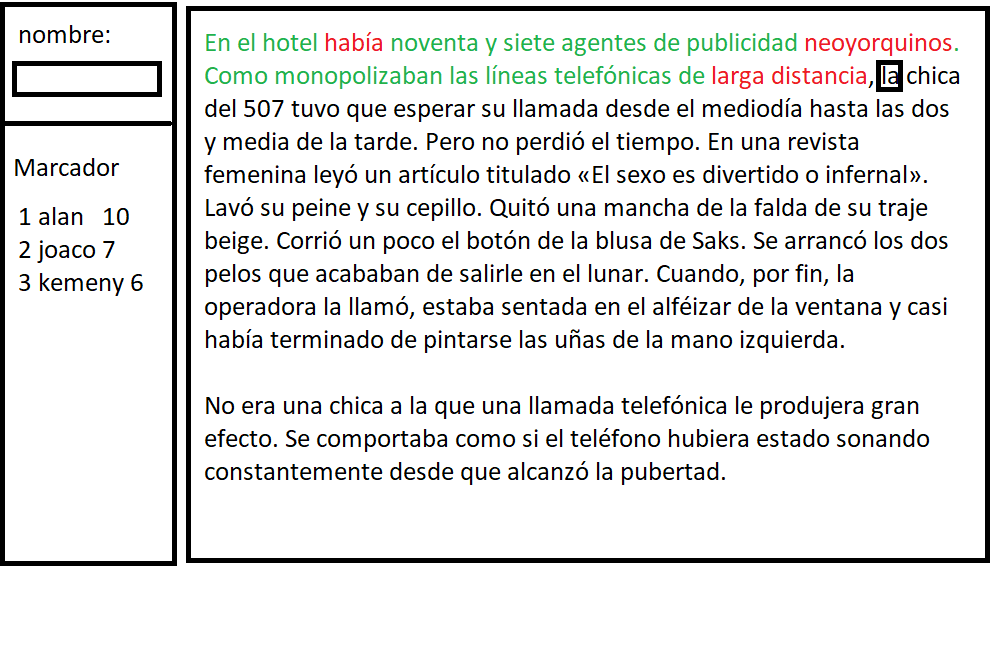 nombre:
Marcador
1 alan 10
2 joaco 7
3 kemeny 6
En el hotel había noventa y siete agentes de publicidad neoyorquinos.
Como monopolizaban las líneas telefónicas de larga distancia, la chica
del 507 tuvo que esperar su llamada desde el mediodía hasta las dos
y media de la tarde. Pero no perdió el tiempo. En una revista
femenina leyó un artículo titulado «El sexo es divertido o infernal».
Lavó su peine y su cepillo. Quitó una mancha de la falda de su traje
beige. Corrió un poco el botón de la blusa de Saks. Se arrancó los dos
pelos que acababan de salirle en el lunar. Cuando, por fin, la
operadora la llamó, estaba sentada en el alféizar de la ventana y casi
había terminado de pintarse las uñas de la mano izquierda.
No era una chica a la que una llamada telefónica le produjera gran
efecto. Se comportaba como si el teléfono hubiera estado sonando
constantemente desde que alcanzó la pubertad.